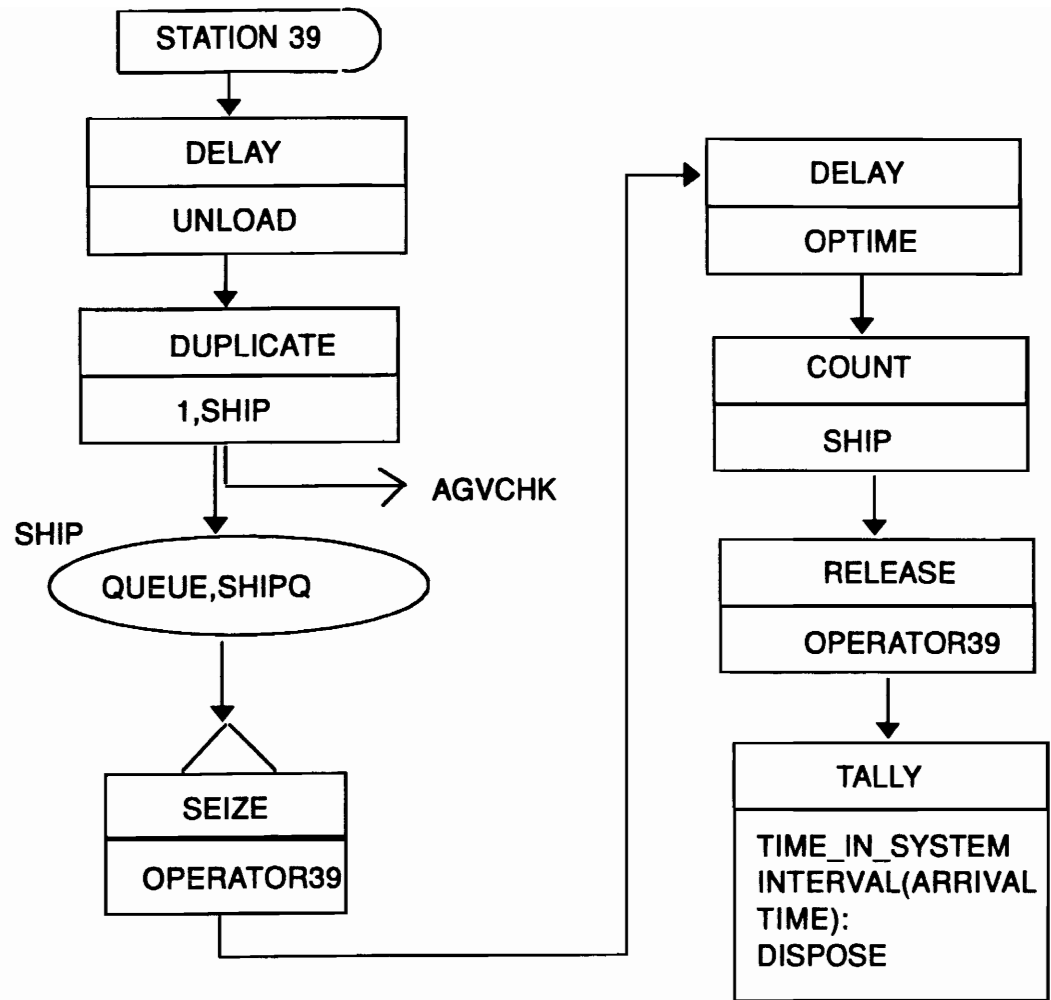 STATION 39
DELAY
UNLOAD
DUPLICATE
1,SHIP
AGVCHK
SHIP
QUEUE,SHIPQ
SEIZE
OPERATOR39
DELAY
OPTIME
COUNT
SHIP
RELEASE
OPERATOR39
TALLY
TIME_IN_SYSTEM
INTERVAL(ARRIVAL
TIME):
DISPOSE